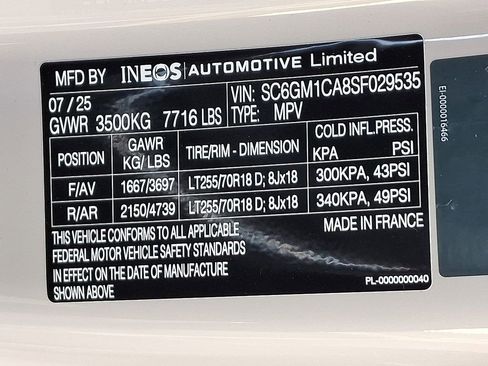 MFD BY INEOS AUTOMOTIVE Limited
07 / 25 VIN: SC6GM1CA8SF029535
GVWR 3500KG 7716 LBS TYPE: MPV
POSITION GAWR KG/ LBS TIRE/RIM - DIMENSION COLD INFL.PRESS. KPA PSI
F/AV 1667/3697 LT255/70R18 D; 8Jx18 300KPA, 43PSI
R/AR 2150/4739 LT255/70R18 D; 8Jx18 340KPA, 49PSI
THIS VEHICLE CONFORMS TO ALL APPLICABLE MADE IN FRANCE
FEDERAL MOTOR VEHICLE SAFETY STANDARDS
IN EFFECT ON THE DATE OF MANUFACTURE
SHOWN ABOVE PL-0000000040
EI-0000016466